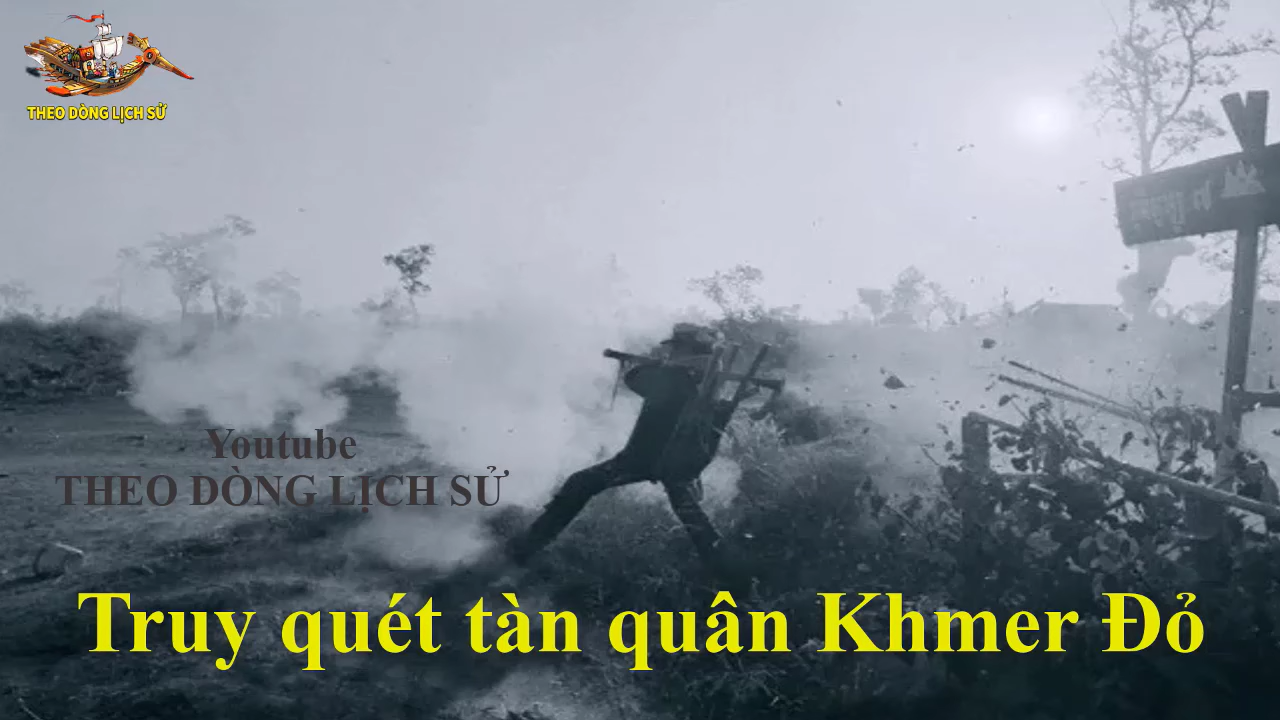 THEO DÒNG LỊCH SỬ
Youtube
THEO DÒNG LỊCH SỬ
Truy quét tàn quân Khmer Đỏ